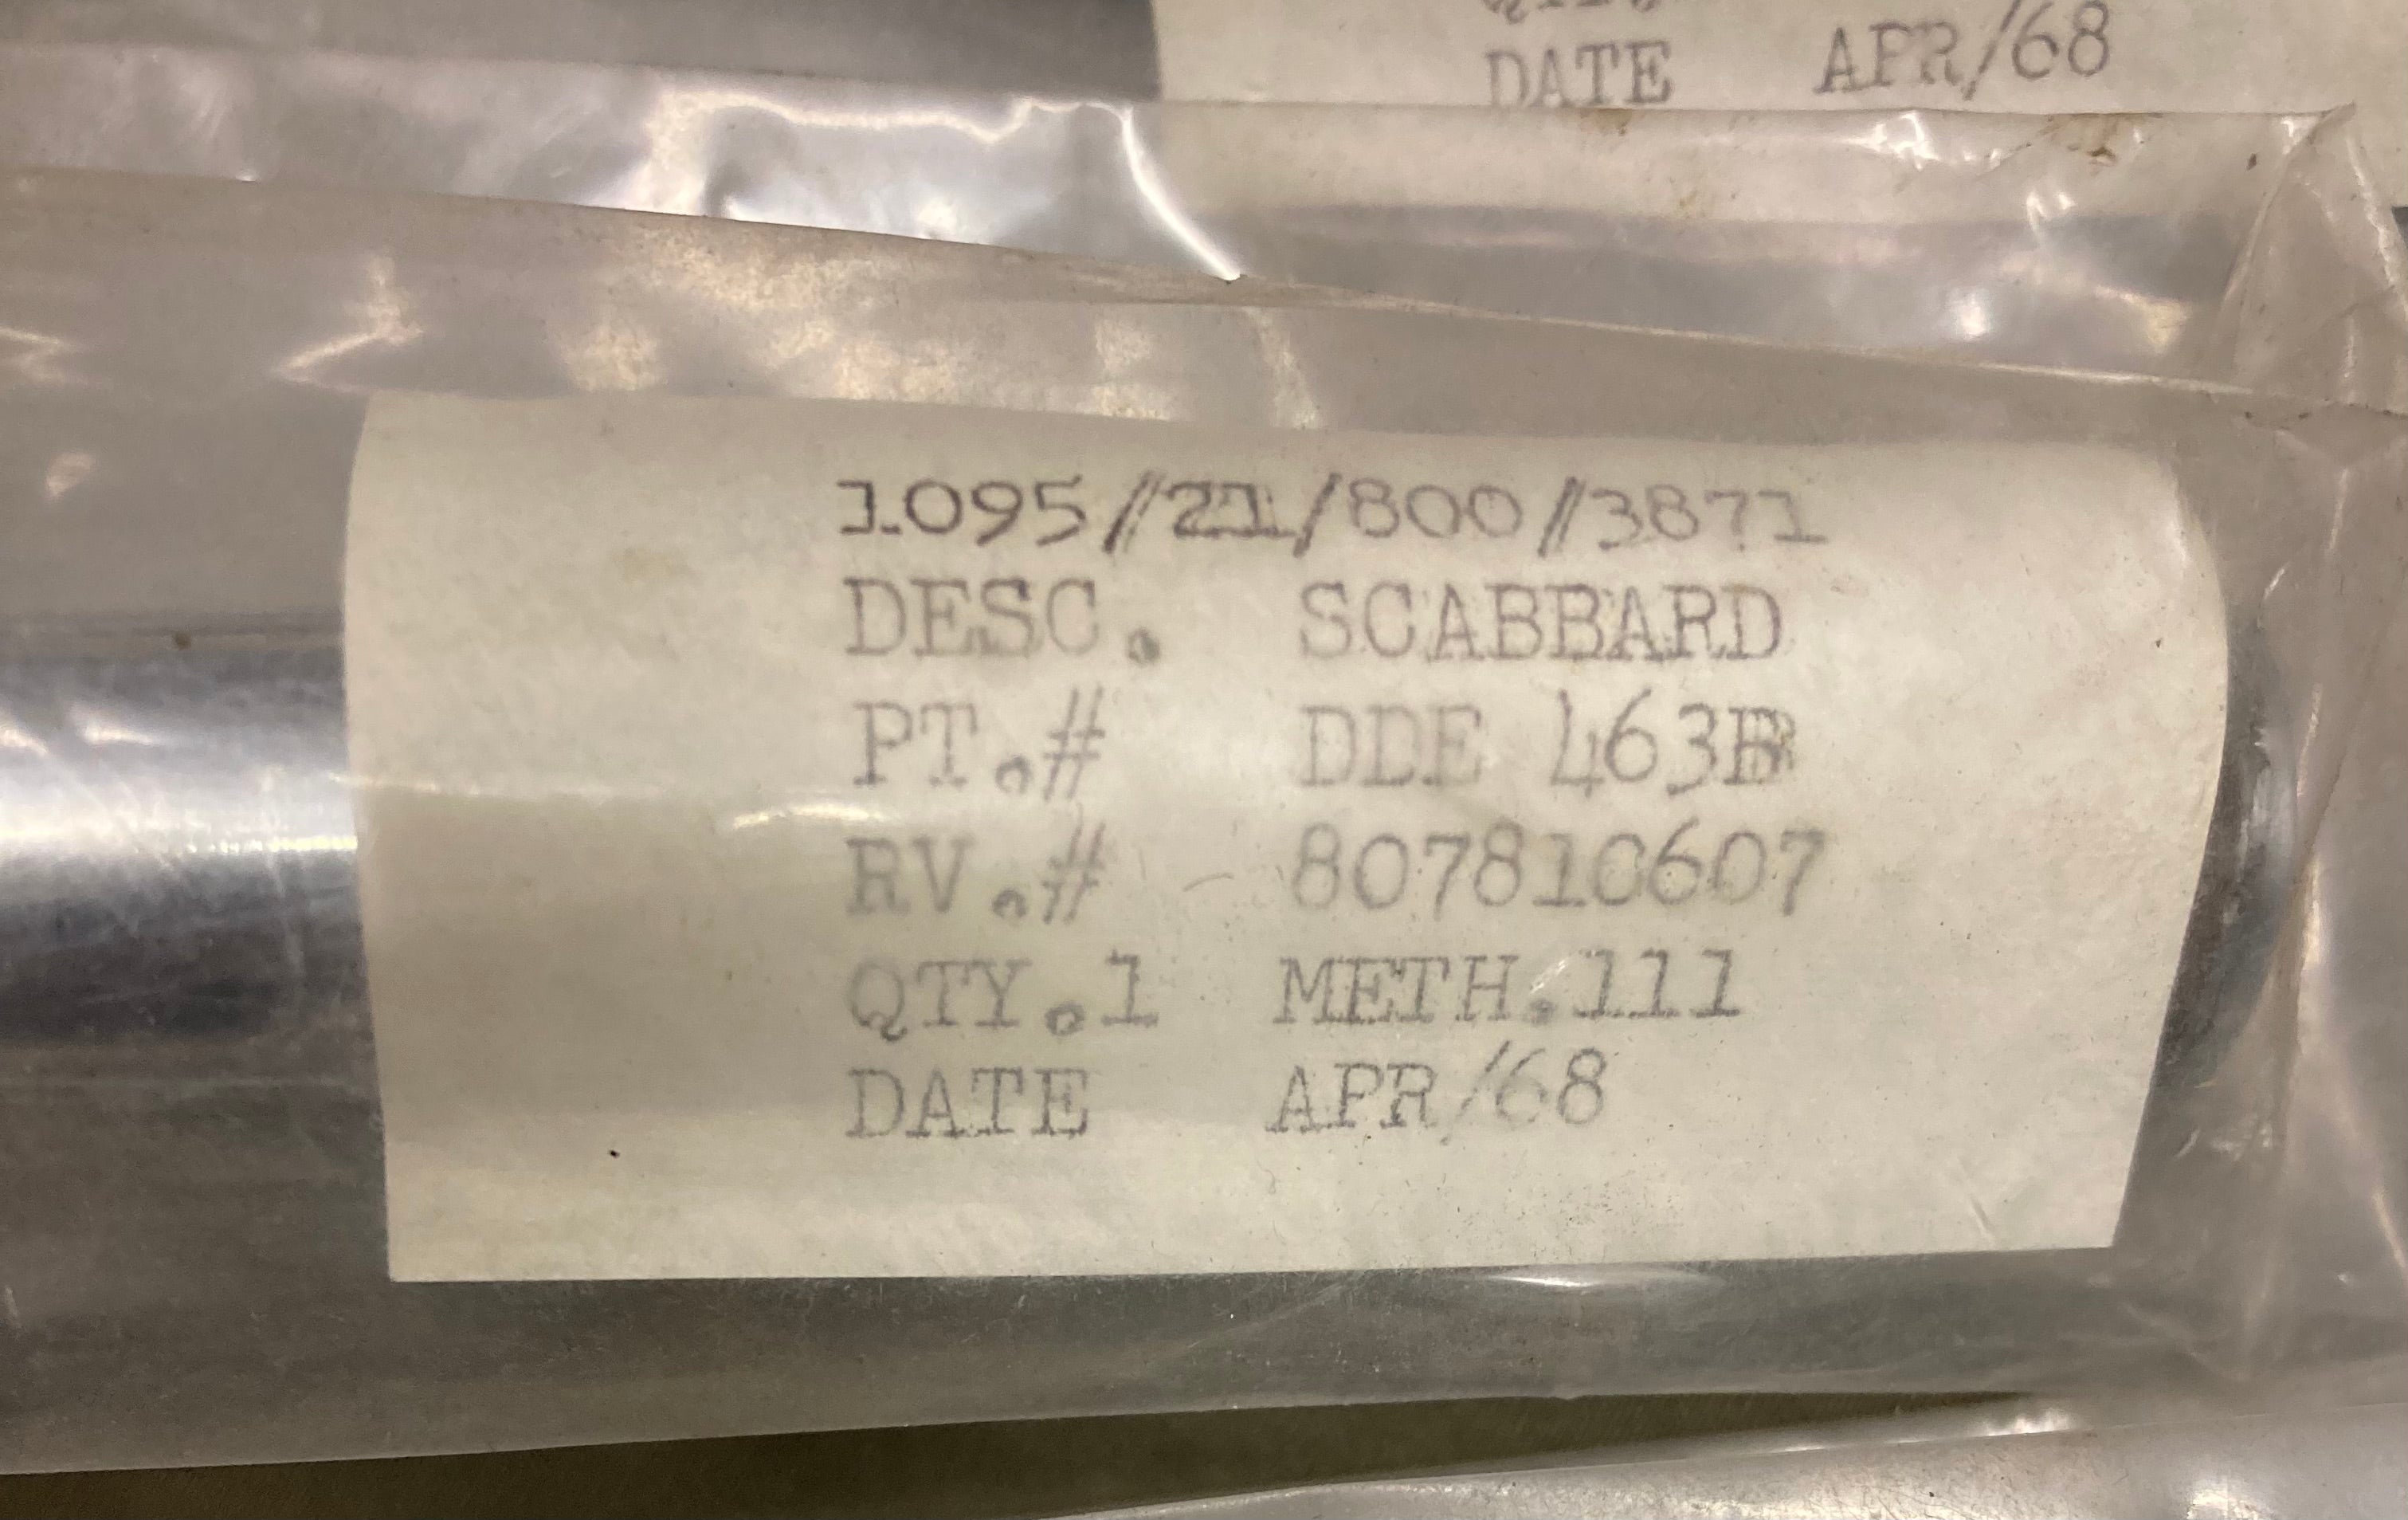 DATE APR/68
1095/21/800/3871
DESC. SCABBARD
PT.# DDE 463B
RV.# 807810607
QTY.1 METH.111
DATE APR/68